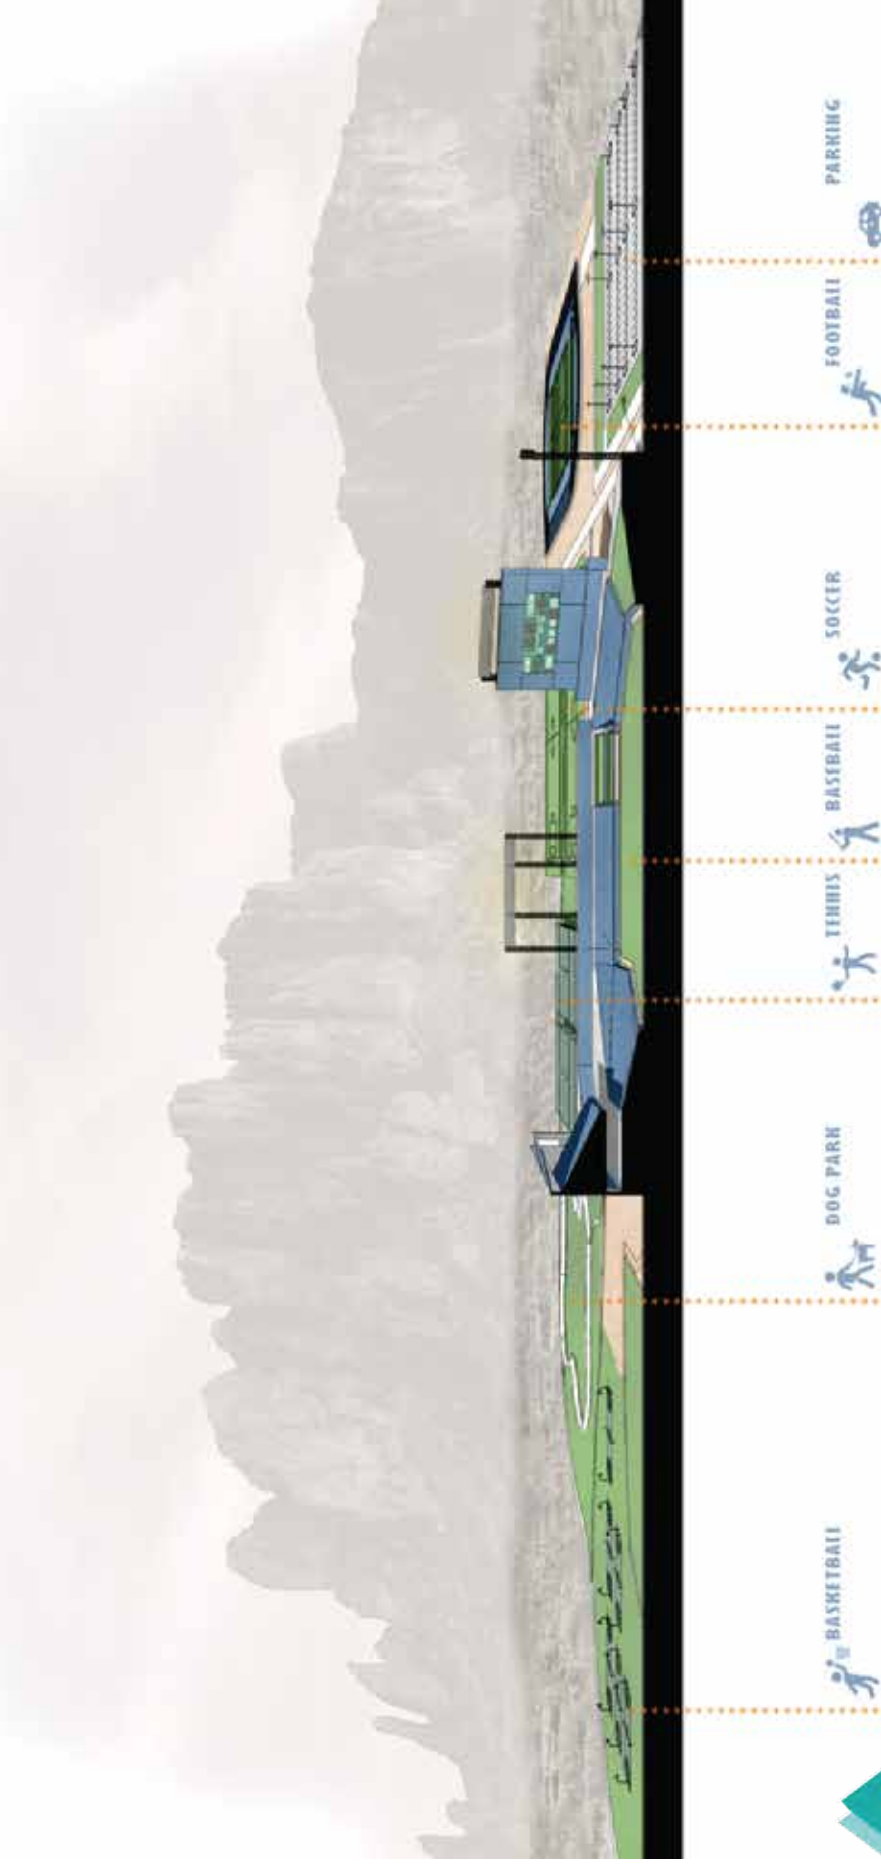 BASKETBALL
DOG PARK
TENNIS
BASEBALL
SOCCER
FOOTBALL
PARKING